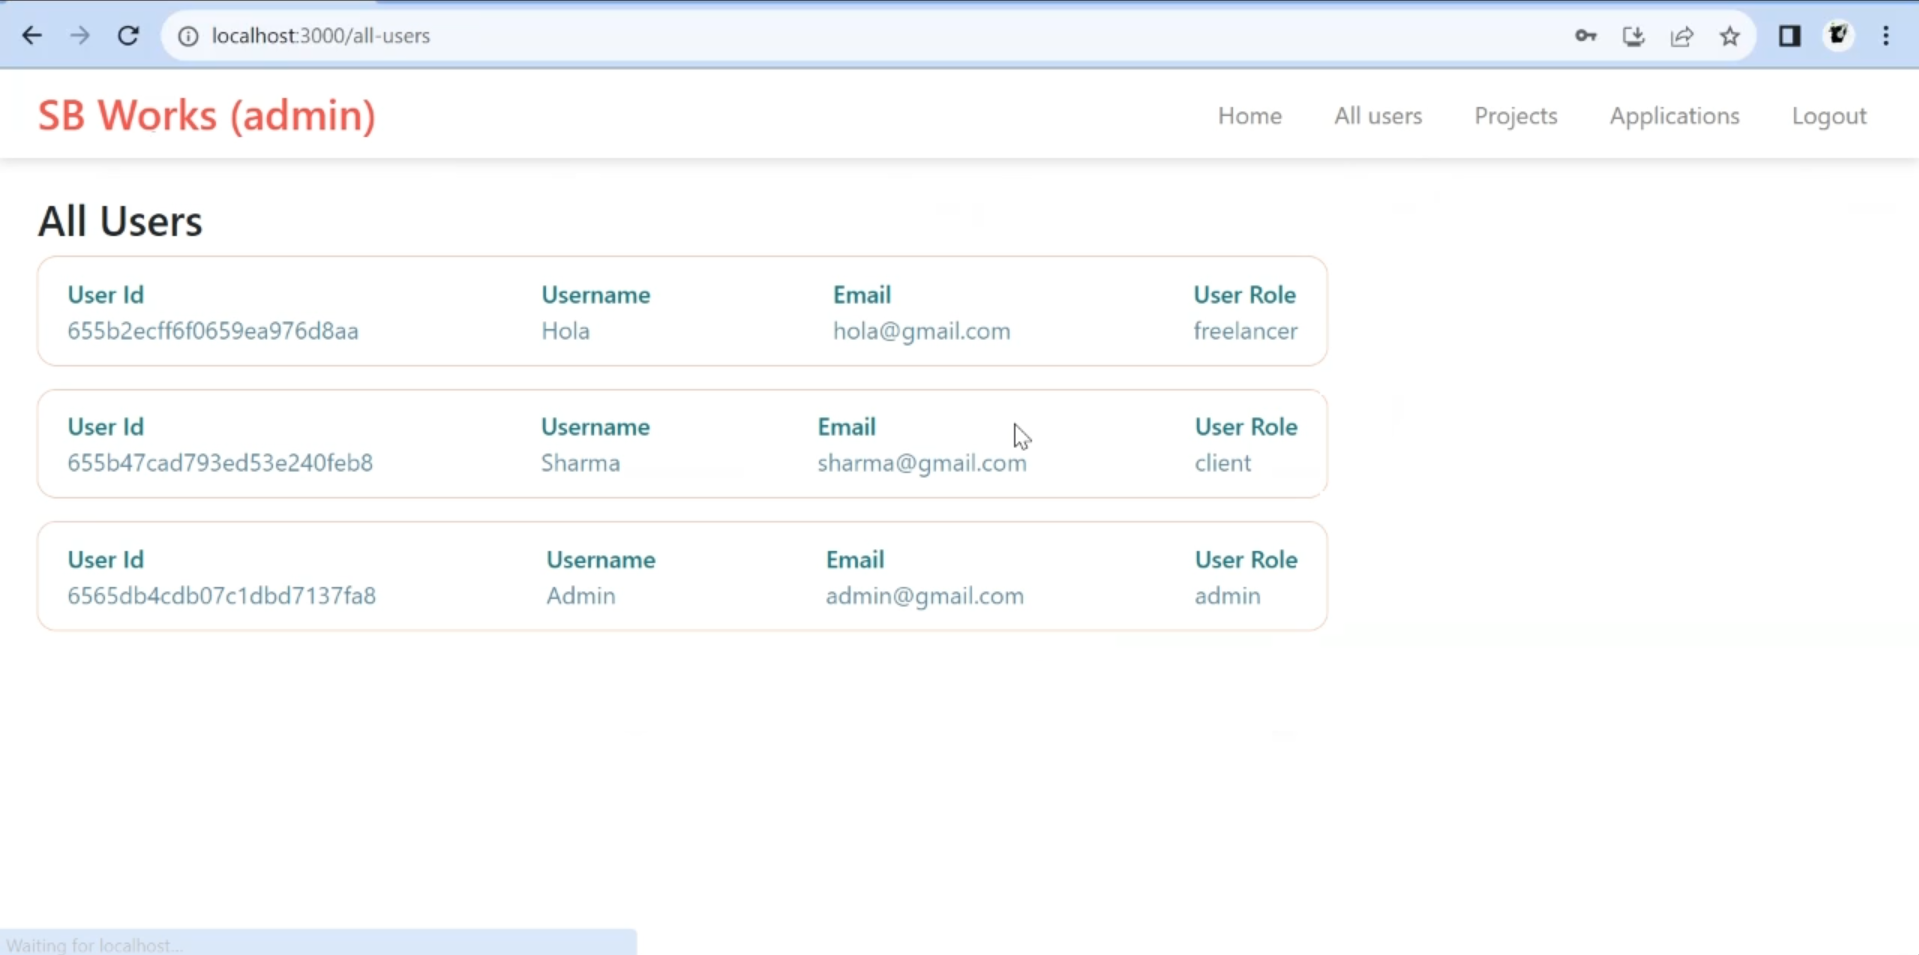 localhost:3000/all-users
SB Works (admin)
Home All users Projects Applications Logout
All Users
User Id Username Email User Role
655b2ecff6f0659ea976d8aa Hola hola@gmail.com freelancer
User Id Username Email User Role
655b47cad793ed53e240feb8 Sharma sharma@gmail.com client
User Id Username Email User Role
6565db4cdb07c1dbd7137fa8 Admin admin@gmail.com admin
Waiting for localhost...